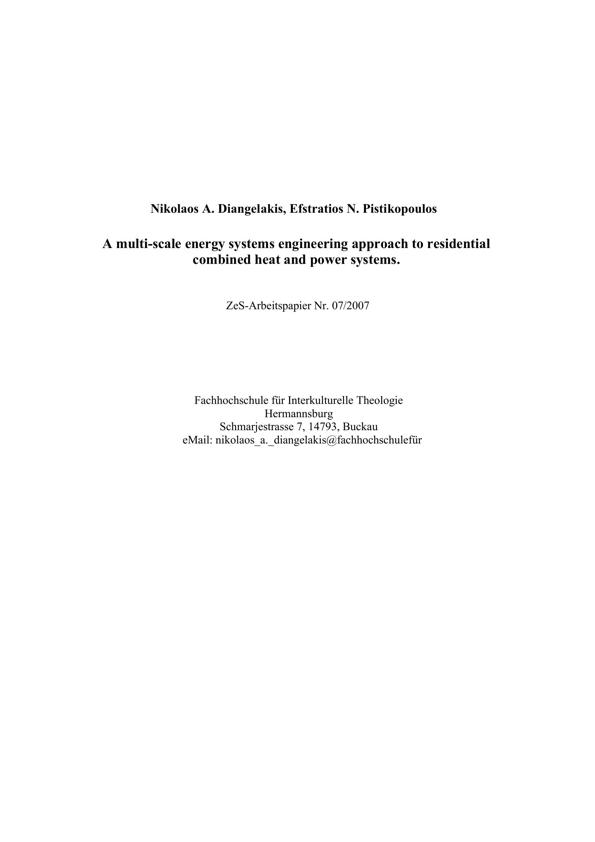 Nikolaos A. Diangelakis, Efstratios N. Pistikopoulos
A multi-scale energy systems engineering approach to residential
combined heat and power systems.
ZeS-Arbeitspapier Nr. 07/2007
Fachhochschule für Interkulturelle Theologie
Hermannsburg
Schmarjestrasse 7, 14793, Buckau
eMail: nikolaos_a._diangelakis@fachhochschulefür